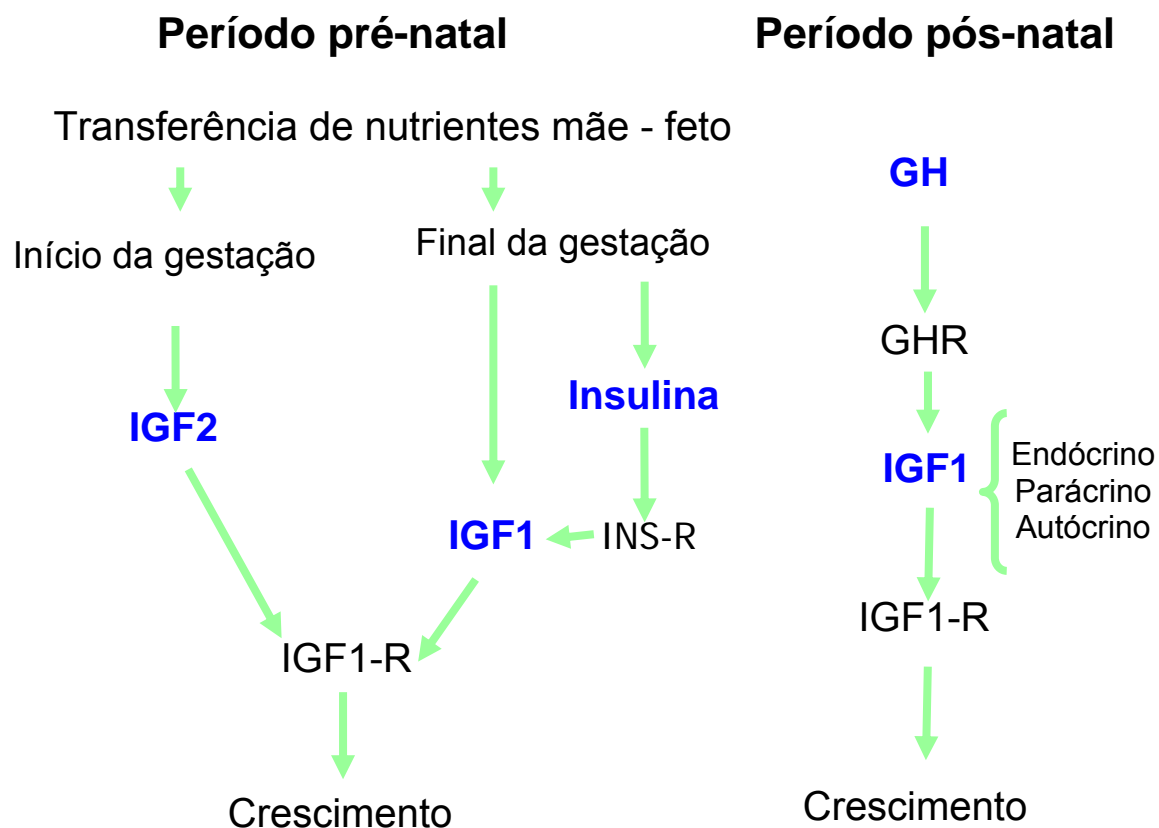 Período pré-natal
Transferência de nutrientes mãe - feto
Início da gestação
Final da gestação
Insulina
IGF2
IGF1
INS-R
IGF1-R
Crescimento
Período pós-natal
GH
GHR
IGF1
Endócrino
Parácrino
Autócrino
IGF1-R
Crescimento